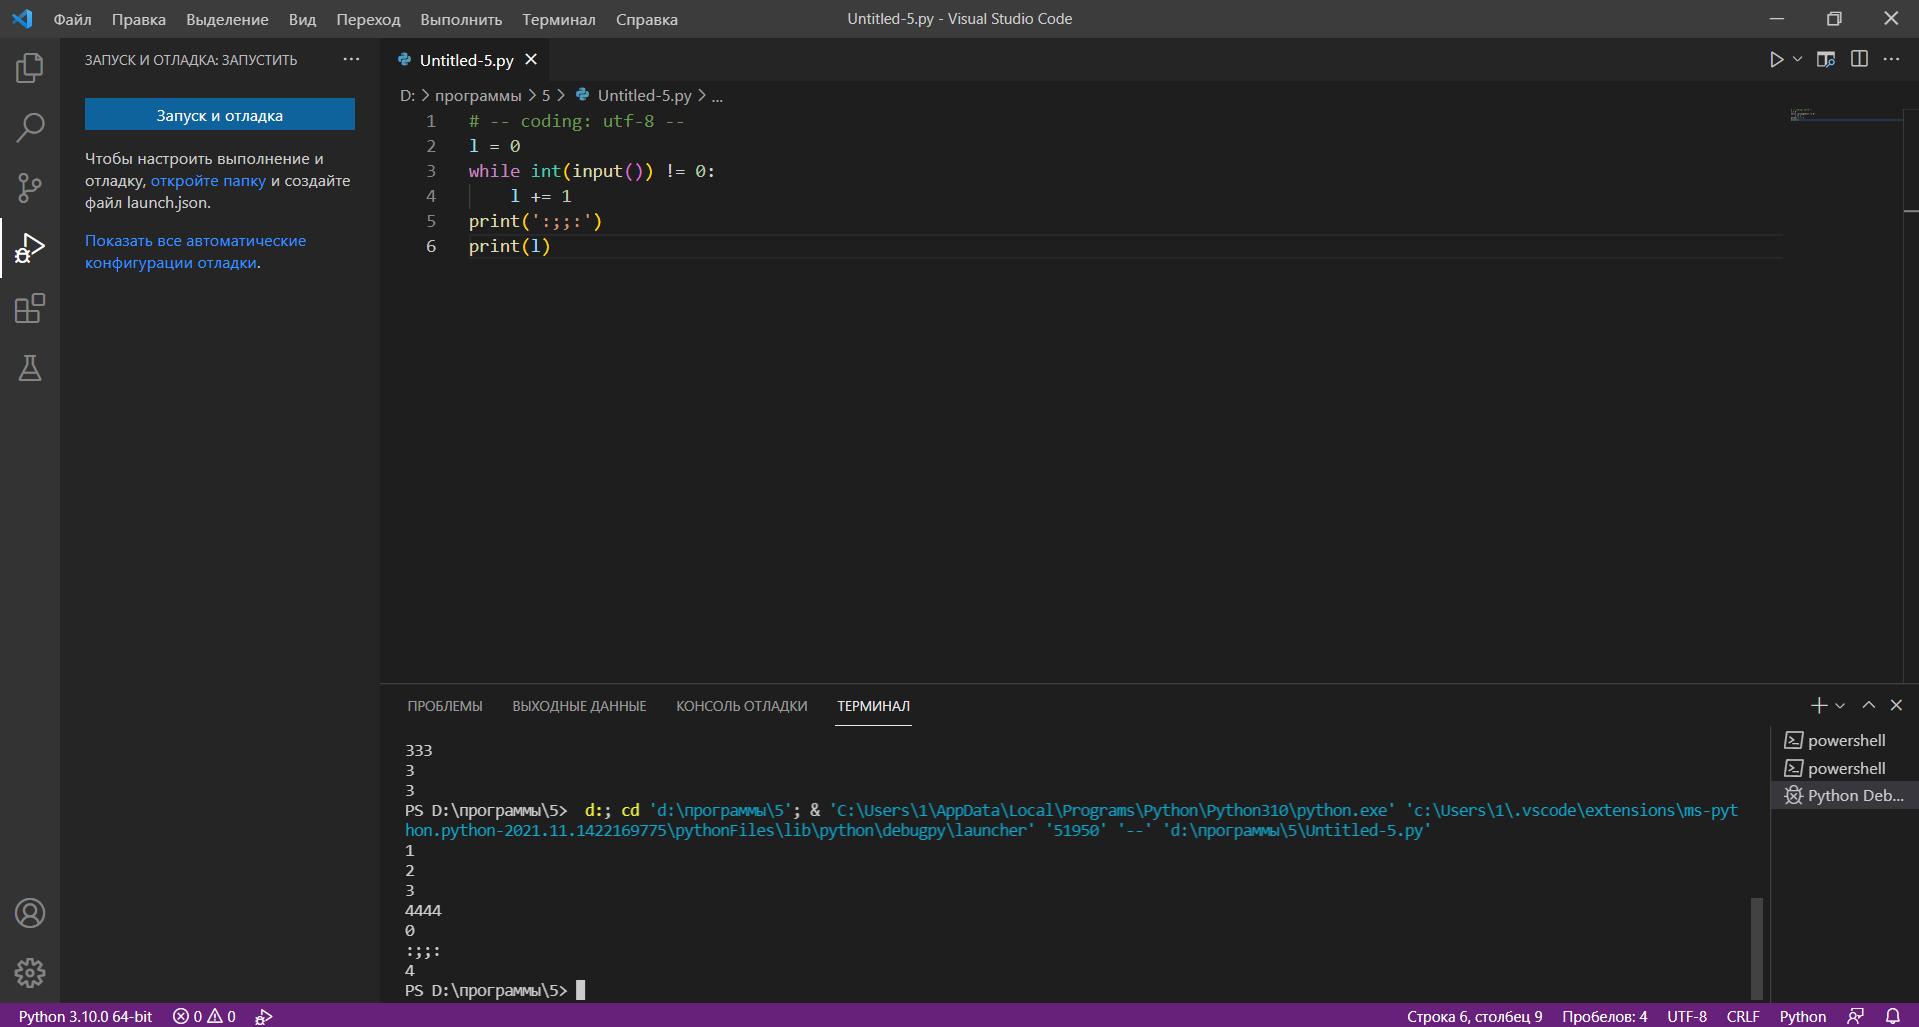 Файл Правка Выделение Вид Переход Выполнить Терминал Справка
Untitled-5.py - Visual Studio Code
ЗАПУСК И ОТЛАДКА: ЗАПУСТИТЬ
Запуск и отладка
Чтобы настроить выполнение и
отладку, откройте папку и создайте
файл launch.json.
Показать все автоматические
конфигурации отладки.
Untitled-5.py
D: > программы > 5 > Untitled-5.py > ...
1 # -- coding: utf-8 --
2 l = 0
3 while int(input()) != 0:
4 l += 1
5 print(':;;:')
6 print(l)
ПРОБЛЕМЫ ВЫХОДНЫЕ ДАННЫЕ КОНСОЛЬ ОТЛАДКИ ТЕРМИНАЛ
333
3
3
PS D:\программы\5> d:; cd 'd:\программы\5'; & 'C:\Users\1\AppData\Local\Programs\Python\Python310\python.exe' 'c:\Users\1\.vscode\extensions\ms-pyt
hon.python-2021.11.1422169775\pythonFiles\lib\python\debugpy\launcher' '51950' '--' 'd:\программы\5\Untitled-5.py'
1
2
3
4444
0
:;;:
4
PS D:\программы\5>
powershell
powershell
Python Deb...
Python 3.10.0 64-bit 0 0
Строка 6, столбец 9 Пробелов: 4 UTF-8 CRLF Python